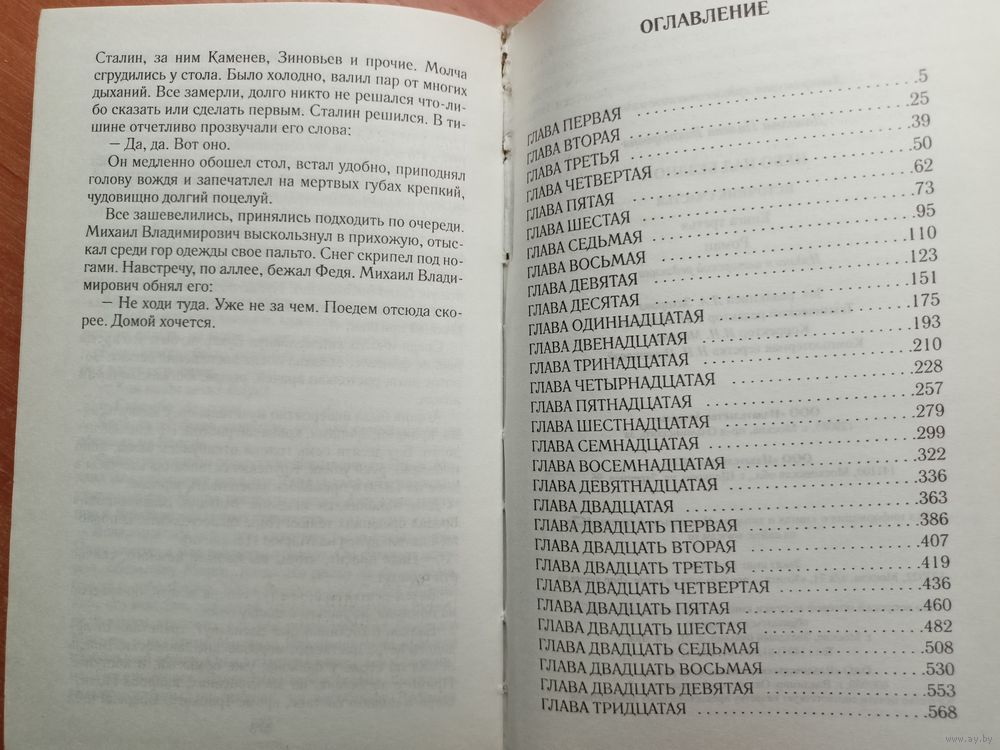 Сталин, за ним Каменев, Зиновьев и прочие. Молча
сгрудились у стола. Было холодно, валил пар от многих
дыханий. Все замерли, долго никто не решался что-ли-
бо сказать или сделать первым. Сталин решился. В ти-
шине отчетливо прозвучали его слова:
— Да, да. Вот оно.
Он медленно обошел стол, встал удобно, приподнял
голову вождя и запечатлел на мертвых губах крепкий,
чудовищно долгий поцелуй.
Все зашевелились, принялись подходить по очереди.
Михаил Владимирович выскользнул в прихожую, отыс-
кал среди гор одежды свое пальто. Снег скрипел под но-
гами. Навстречу, по аллее, бежал Федя. Михаил Влади-
мирович обнял его:
— Не ходи туда. Уже не за чем. Поедем отсюда ско-
рее. Домой хочется.
ОГЛАВЛЕНИЕ
ГЛАВА ПЕРВАЯ ........ 5
ГЛАВА ВТОРАЯ ........ 25
ГЛАВА ТРЕТЬЯ ........ 39
ГЛАВА ЧЕТВЕРТАЯ ........ 50
ГЛАВА ПЯТАЯ ........ 62
ГЛАВА ШЕСТАЯ ........ 73
ГЛАВА СЕДЬМАЯ ........ 95
ГЛАВА ВОСЬМАЯ ........ 110
ГЛАВА ДЕВЯТАЯ ........ 123
ГЛАВА ДЕСЯТАЯ ........ 151
ГЛАВА ОДИННАДЦАТАЯ ........ 175
ГЛАВА ДВЕНАДЦАТАЯ ........ 193
ГЛАВА ТРИНАДЦАТАЯ ........ 210
ГЛАВА ЧЕТЫРНАДЦАТАЯ ........ 228
ГЛАВА ПЯТНАДЦАТАЯ ........ 257
ГЛАВА ШЕСТНАДЦАТАЯ ........ 279
ГЛАВА СЕМНАДЦАТАЯ ........ 299
ГЛАВА ВОСЕМНАДЦАТАЯ ........ 322
ГЛАВА ДЕВЯТНАДЦАТАЯ ........ 336
ГЛАВА ДВАДЦАТАЯ ........ 363
ГЛАВА ДВАДЦАТЬ ПЕРВАЯ ........ 386
ГЛАВА ДВАДЦАТЬ ВТОРАЯ ........ 407
ГЛАВА ДВАДЦАТЬ ТРЕТЬЯ ........ 419
ГЛАВА ДВАДЦАТЬ ЧЕТВЕРТАЯ ........ 436
ГЛАВА ДВАДЦАТЬ ПЯТАЯ ........ 460
ГЛАВА ДВАДЦАТЬ ШЕСТАЯ ........ 482
ГЛАВА ДВАДЦАТЬ СЕДЬМАЯ ........ 508
ГЛАВА ДВАДЦАТЬ ВОСЬМАЯ ........ 530
ГЛАВА ДВАДЦАТЬ ДЕВЯТАЯ ........ 553
ГЛАВА ТРИДЦАТАЯ ........ 568
www.ay.by